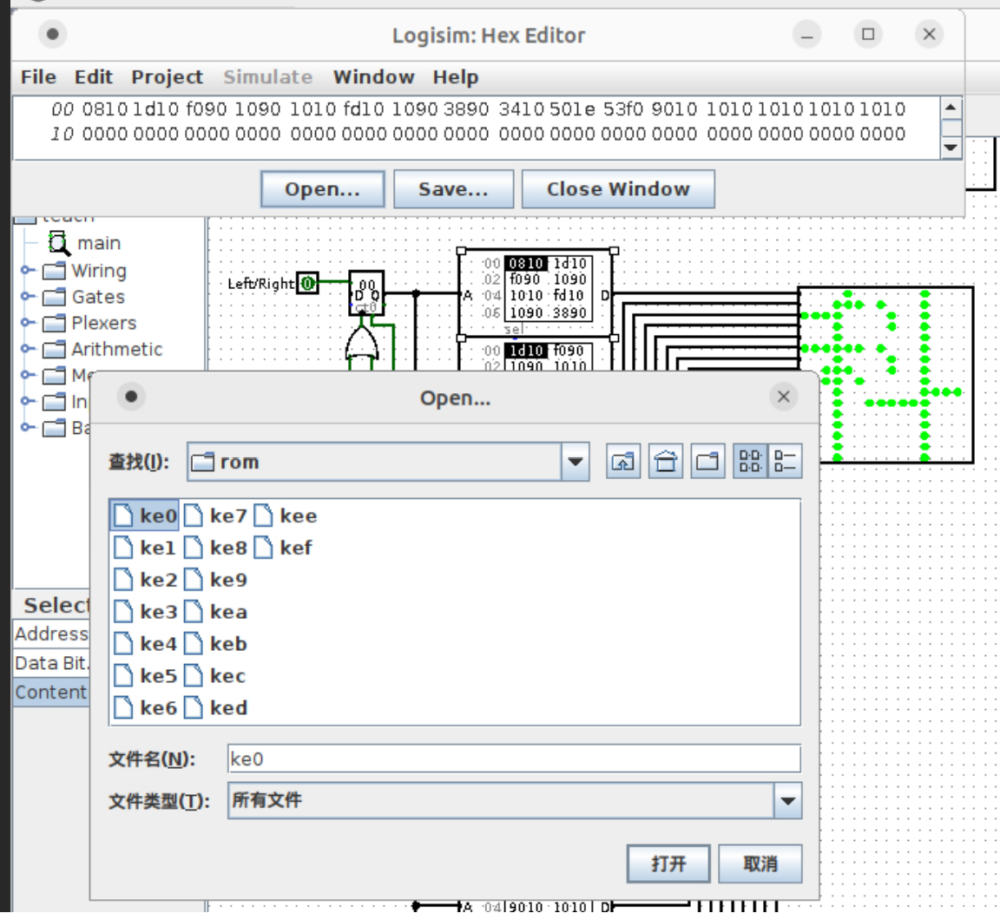 Logisim: Hex Editor
File Edit Project Simulate Window Help
00 0810 1d10 f090 1090 1010 fd10 1090 3890 3410 501e 53f0 9010 1010 1010 1010 1010
10 0000 0000 0000 0000 0000 0000 0000 0000 0000 0000 0000 0000 0000 0000 0000 0000
Open... Save... Close Window
teach
main
Wiring
Gates
Plexers
Arithmetic
Me
In
Ba
Left/Right 0
00
D Q
ct0
A D
00 0810 1d10
02 f090 1090
04 1010 fd10
06 1090 3890
sel
00 1d10 f090
02 1090 1010
Open...
查找(I): rom
ke0 ke7 kee
ke1 ke8 kef
ke2 ke9
ke3 kea
ke4 keb
ke5 kec
ke6 ked
文件名(N): ke0
文件类型(T): 所有文件
打开 取消
Select
Address
Data Bit.
Content
A 04 9010 1010 D